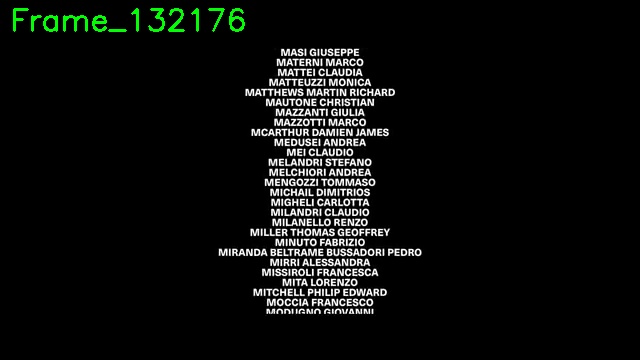 Frame_132176
MASI GIUSEPPE
MATERNI MARCO
MATTEI CLAUDIA
MATTEUZZI MONICA
MATTHEWS MARTIN RICHARD
MAUTONE CHRISTIAN
MAZZANTI GIULIA
MAZZOTTI MARCO
MCARTHUR DAMIEN JAMES
MEDUSEI ANDREA
MEI CLAUDIO
MELANDRI STEFANO
MELCHIORI ANDREA
MENGOZZI TOMMASO
MICHAIL DIMITRIOS
MIGHELI CARLOTTA
MILANDRI CLAUDIO
MILANELLO RENZO
MILLER THOMAS GEOFFREY
MINUTO FABRIZIO
MIRANDA BELTRAME BUSSADORI PEDRO
MIRRI ALESSANDRA
MISSIROLI FRANCESCA
MITA LORENZO
MITCHELL PHILIP EDWARD
MOCCIA FRANCESCO
MODUGNO GIOVANNI